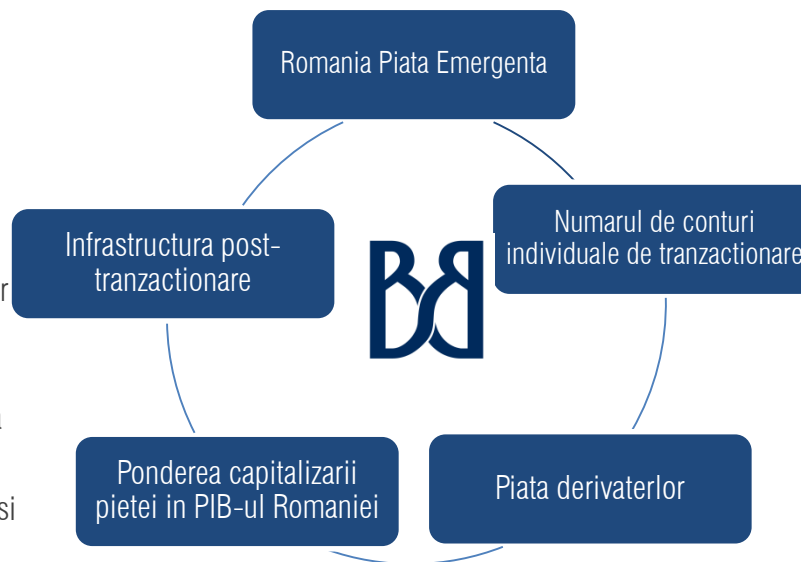 Romania Piata Emergenta
Numarul de conturi
individuale de tranzactionare
Infrastructura post-
tranzactionare
Ponderea capitalizarii
pietei in PIB-ul Romaniei
Piata derivaterlor
si